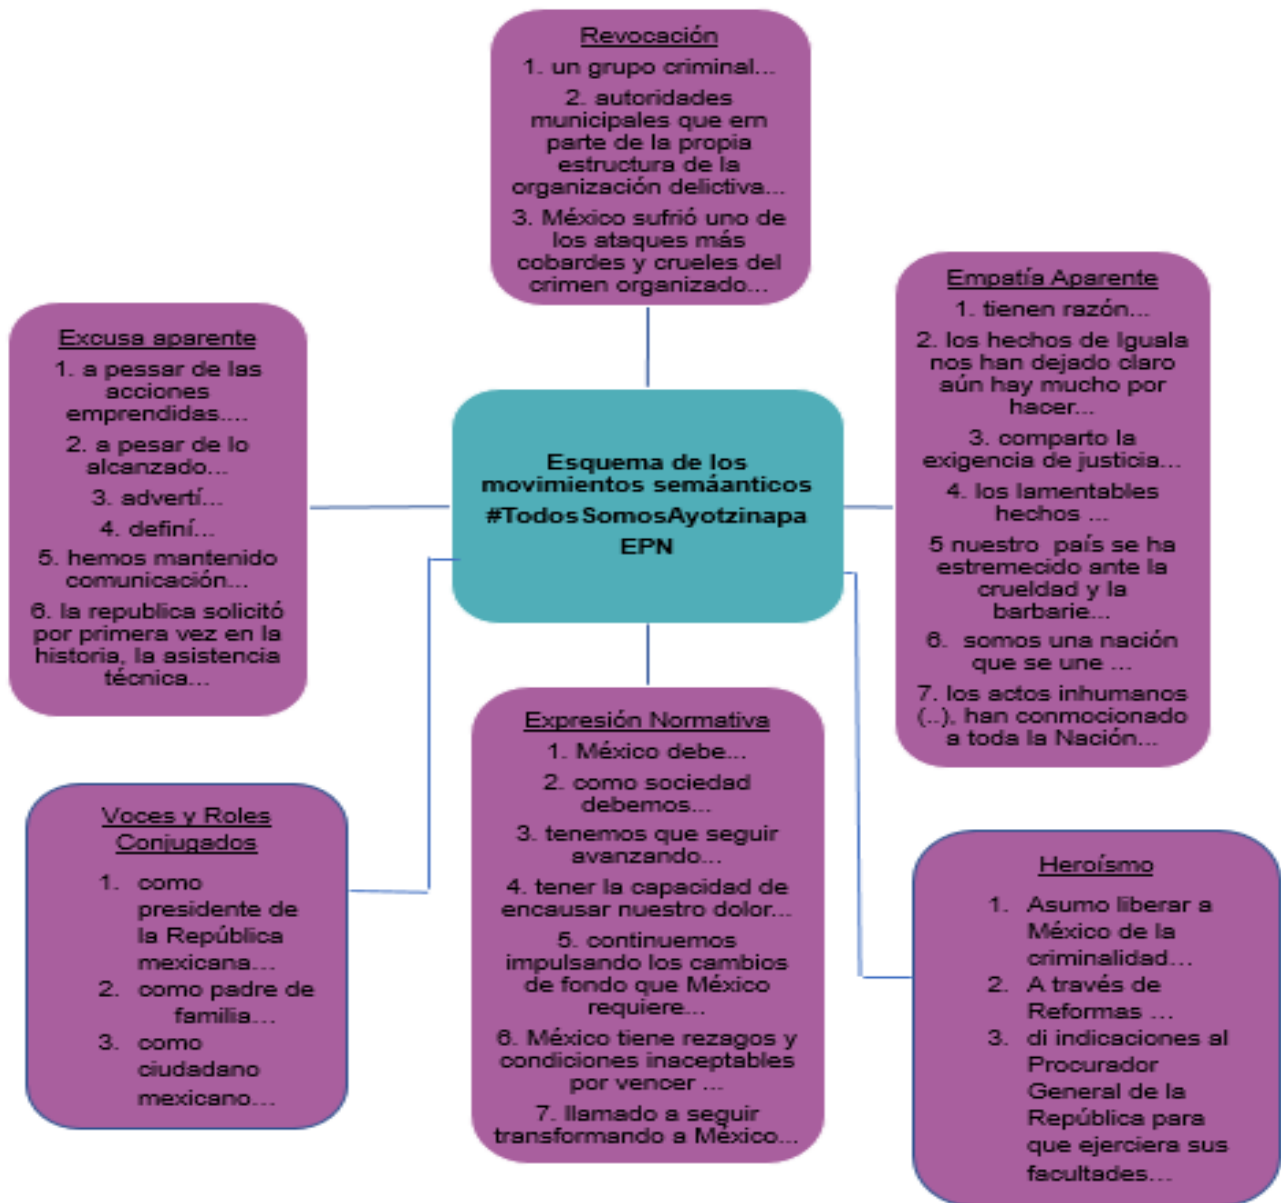 Revocación
1. un grupo criminal...
2. autoridades
municipales que ern
parte de la propia
estructura de la
organización delictiva...
3. México sufrió uno de
los ataques más
cobardes y crueles del
crimen organizado...
Empatía Aparente
1. tienen razón...
2. los hechos de Iguala
nos han dejado claro
aún hay mucho por
hacer...
3. comparto la
exigencia de justicia...
4. los lamentables
hechos ...
5 nuestro país se ha
estremecido ante la
crueldad y la
barbarie...
6. somos una nación
que se une ...
7. los actos inhumanos
(..), han conmocionado
a toda la Nación...
Excusa aparente
1. a pessar de las
acciones
emprendidas....
2. a pesar de lo
alcanzado...
3. advertí...
4. definí...
5. hemos mantenido
comunicación...
6. la republica solicitó
por primera vez en la
historia, la asistencia
técnica...
Esquema de los
movimientos semáanticos
#TodosSomosAyotzinapa
EPN
Expresión Normativa
1. México debe...
2. como sociedad
debemos...
3. tenemos que seguir
avanzando...
4. tener la capacidad de
encausar nuestro dolor...
5. continuemos
impulsando los cambios
de fondo que México
requiere...
6. México tiene rezagos y
condiciones inaceptables
por vencer ...
7. llamado a seguir
transformando a México...
Voces y Roles
Conjugados
1. como
presidente de
la República
mexicana...
2. como padre de
familia...
3. como
ciudadano
mexicano...
Heroísmo
1. Asumo liberar a
México de la
criminalidad...
2. A través de
Reformas ...
3. di indicaciones al
Procurador
General de la
República para
que ejerciera sus
facultades...